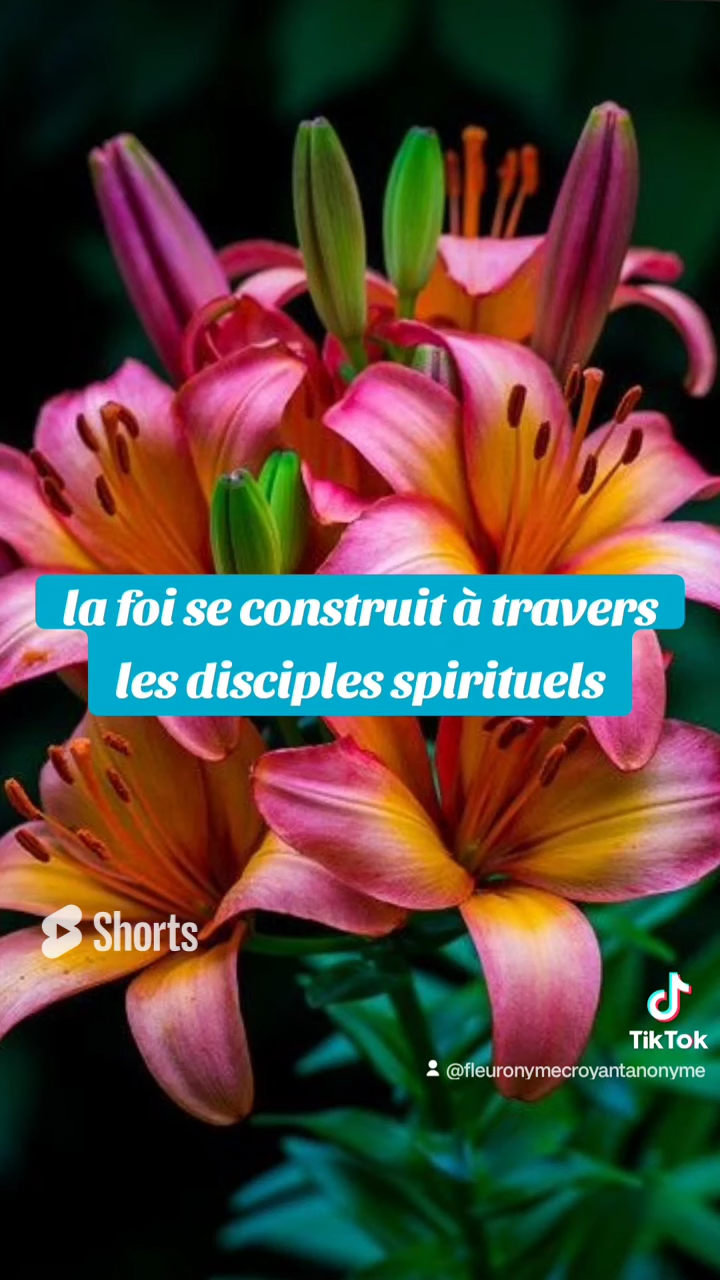 la foi se construit à travers
les disciples spirituels
Shorts
TikTok
@fleuronymecroyantanonyme